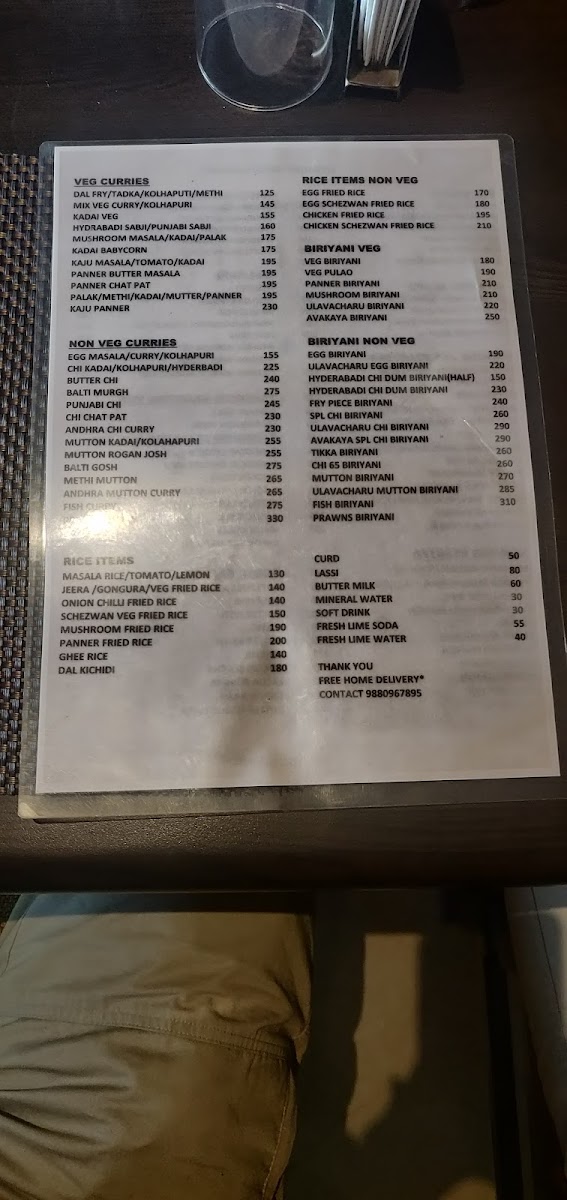 VEG CURRIES
DAL FRY/TADKA/KOLHAPUTI/METHI 125
MIX VEG CURRY/KOLHAPURI 145
KADAI VEG 155
HYDRABADI SABJI/PUNJABI SABJI 160
MUSHROOM MASALA/KADAI/PALAK 175
KADAI BABYCORN 175
KAJU MASALA/TOMATO/KADAI 195
PANNER BUTTER MASALA 195
PANNER CHAT PAT 195
PALAK/METHI/KADAI/MUTTER/PANNER 195
KAJU PANNER 230
NON VEG CURRIES
EGG MASALA/CURRY/KOLHAPURI 155
CHI KADAI/KOLHAPURI/HYDERBADI 225
BUTTER CHI 240
BALTI MURGH 275
PUNJABI CHI 245
CHI CHAT PAT 230
ANDHRA CHI CURRY 230
MUTTON KADAI/KOLAHAPURI 255
MUTTON ROGAN JOSH 255
BALTI GOSH 275
METHI MUTTON 265
ANDHRA MUTTON CURRY 265
FISH CURRY 275
330
RICE ITEMS
MASALA RICE/TOMATO/LEMON 130
JEERA /GONGURA/VEG FRIED RICE 140
ONION CHILLI FRIED RICE 140
SCHEZWAN VEG FRIED RICE 150
MUSHROOM FRIED RICE 190
PANNER FRIED RICE 200
GHEE RICE 140
DAL KICHIDI 180
RICE ITEMS NON VEG
EGG FRIED RICE 170
EGG SCHEZWAN FRIED RICE 180
CHICKEN FRIED RICE 195
CHICKEN SCHEZWAN FRIED RICE 210
BIRIYANI VEG
VEG BIRIYANI 180
VEG PULAO 190
PANNER BIRIYANI 210
MUSHROOM BIRIYANI 210
ULAVACHARU BIRIYANI 220
AVAKAYA BIRIYANI 250
BIRIYANI NON VEG
EGG BIRIYANI 190
ULAVACHARU EGG BIRIYANI 220
HYDERABADI CHI DUM BIRIYANI(HALF) 150
HYDERABADI CHI DUM BIRIYANI 230
FRY PIECE BIRIYANI 240
SPL CHI BIRIYANI 260
ULAVACHARU CHI BIRIYANI 290
AVAKAYA SPL CHI BIRIYANI 290
TIKKA BIRIYANI 260
CHI 65 BIRIYANI 260
MUTTON BIRIYANI 270
ULAVACHARU MUTTON BIRIYANI 285
FISH BIRIYANI 310
PRAWNS BIRIYANI
CURD 50
LASSI 80
BUTTER MILK 60
MINERAL WATER 30
SOFT DRINK 30
FRESH LIME SODA 55
FRESH LIME WATER 40
THANK YOU
FREE HOME DELIVERY*
CONTACT 9880967895